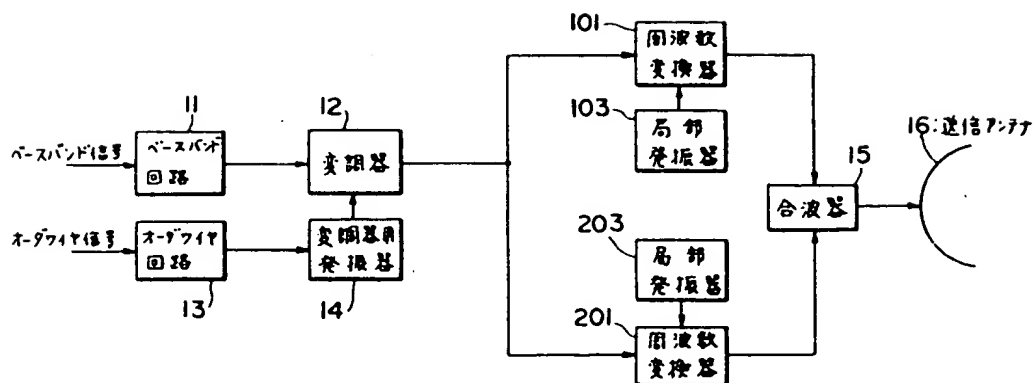 101
周波数
変換器
103
局部
発振器
11
ベースバンド信号
ベースバンド
回路
12
変調器
16:送信アンテナ
15
合波器
オーダワイヤ信号
オーダワイヤ
回路
13
変調器用
発振器
14
203
局部
発振器
201
周波数
変換器